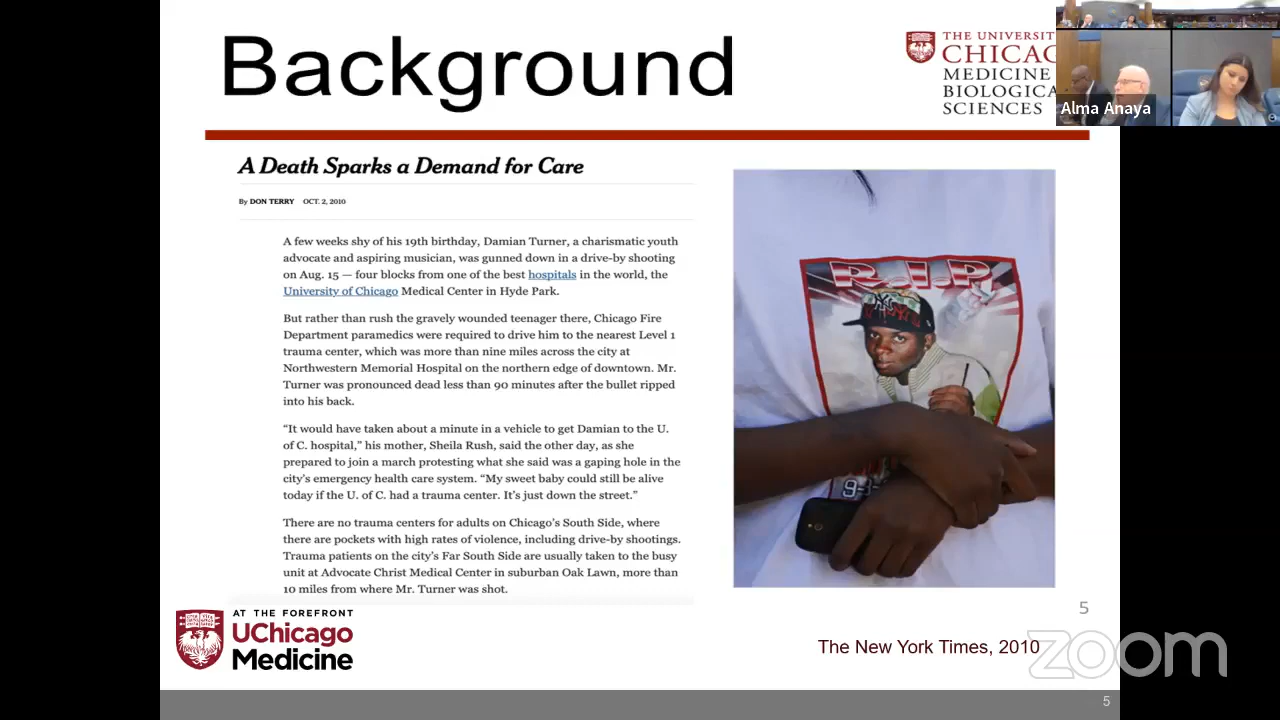 Background
THE UNIVERSIT
CHICAG
MEDICINE
BIOLOGICA
SCIENCES
Alma Anaya
A Death Sparks a Demand for Care
By DON TERRY OCT. 2, 2010
A few weeks shy of his 19th birthday, Damian Turner, a charismatic youth
advocate and aspiring musician, was gunned down in a drive-by shooting
on Aug. 15 — four blocks from one of the best hospitals in the world, the
University of Chicago Medical Center in Hyde Park.
But rather than rush the gravely wounded teenager there, Chicago Fire
Department paramedics were required to drive him to the nearest Level 1
trauma center, which was more than nine miles across the city at
Northwestern Memorial Hospital on the northern edge of downtown. Mr.
Turner was pronounced dead less than 90 minutes after the bullet ripped
into his back.
“It would have taken about a minute in a vehicle to get Damian to the U.
of C. hospital,” his mother, Sheila Rush, said the other day, as she
prepared to join a march protesting what she said was a gaping hole in the
city’s emergency health care system. “My sweet baby could still be alive
today if the U. of C. had a trauma center. It’s just down the street.”
There are no trauma centers for adults on Chicago’s South Side, where
there are pockets with high rates of violence, including drive-by shootings.
Trauma patients on the city’s Far South Side are usually taken to the busy
unit at Advocate Christ Medical Center in suburban Oak Lawn, more than
10 miles from where Mr. Turner was shot.
R.I.P
5
AT THE FOREFRONT
UChicago
Medicine
The New York Times, 2010
zoom
5